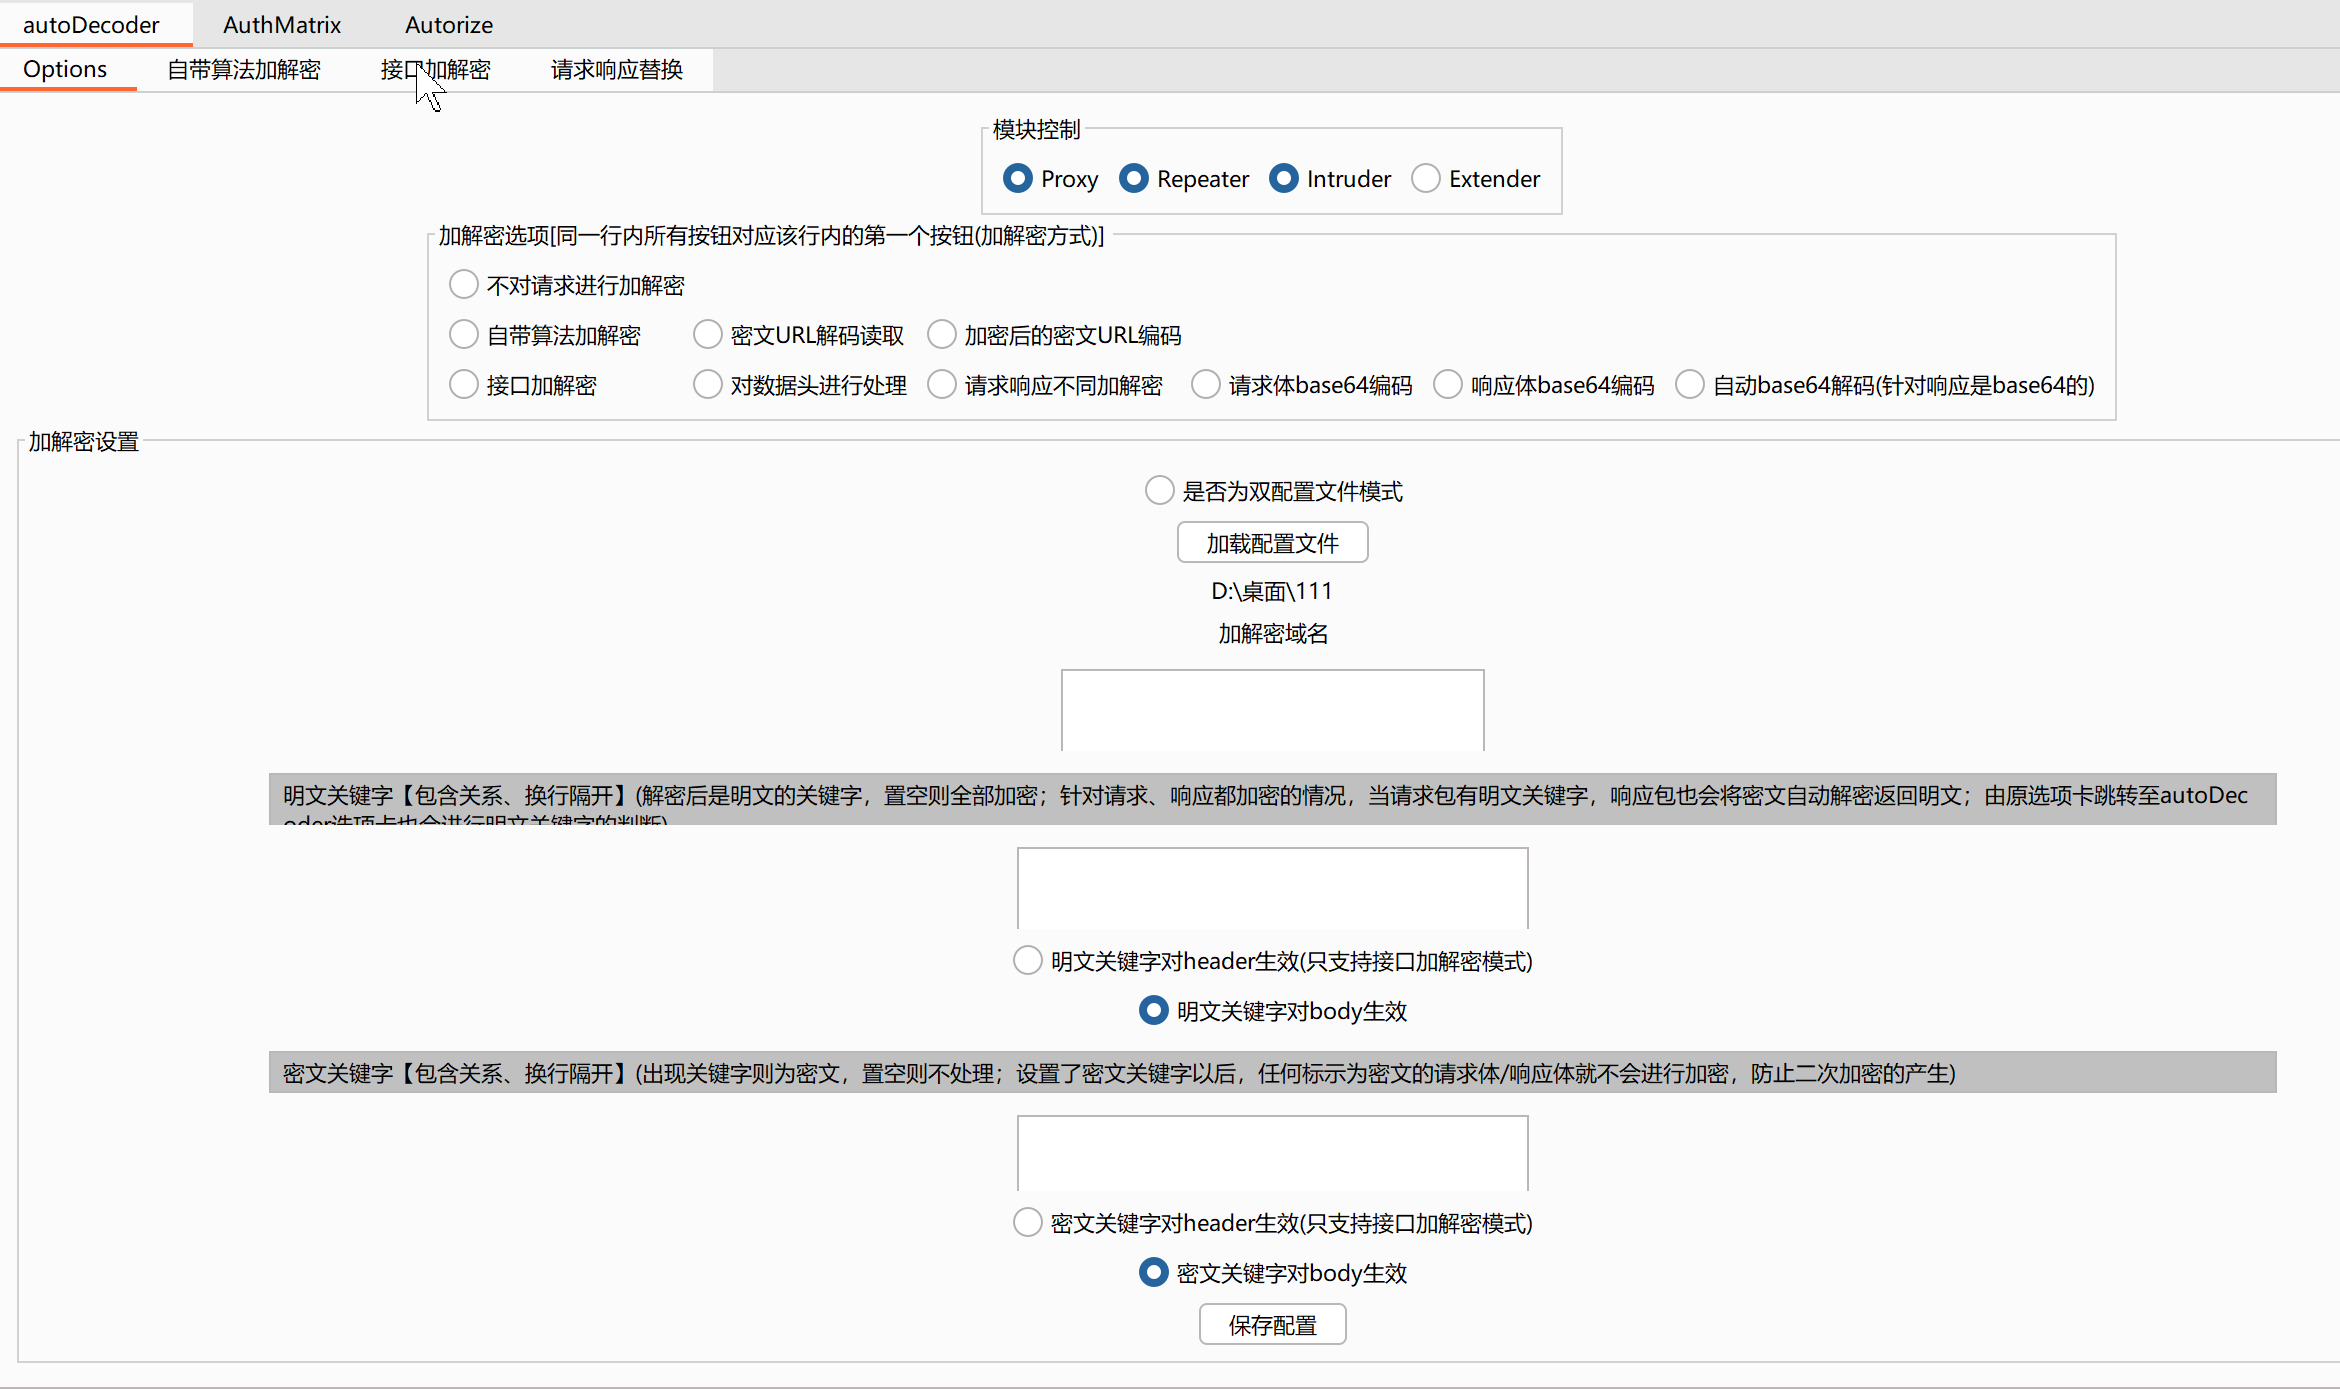 autoDecoder AuthMatrix Autorize
Options 自带算法加解密 接口加解密 请求响应替换
模块控制
Proxy Repeater Intruder Extender
加解密选项[同一行内所有按钮对应该行内的第一个按钮(加解密方式)]
不对请求进行加解密
自带算法加解密 密文URL解码读取 加密后的密文URL编码
接口加解密 对数据头进行处理 请求响应不同加解密 请求体base64编码 响应体base64编码 自动base64解码(针对响应是base64的)
加解密设置
是否为双配置文件模式
加载配置文件
D:\桌面\111
加解密域名
明文关键字【包含关系、换行隔开】(解密后是明文的关键字，置空则全部加密；针对请求、响应都加密的情况，当请求包有明文关键字，响应包也会将密文自动解密返回明文；由原选项卡跳转至autoDec
oder选项卡也会进行明文关键字的判断)
明文关键字对header生效(只支持接口加解密模式)
明文关键字对body生效
密文关键字【包含关系、换行隔开】(出现关键字则为密文，置空则不处理；设置了密文关键字以后，任何标示为密文的请求体/响应体就不会进行加密，防止二次加密的产生)
密文关键字对header生效(只支持接口加解密模式)
密文关键字对body生效
保存配置